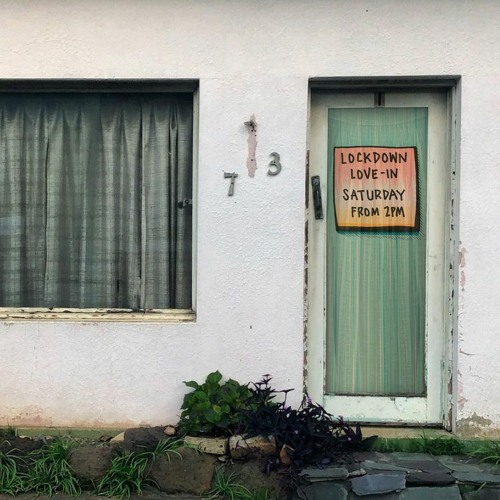 7 3
LOCKDOWN
LOVE-IN
SATURDAY
FROM 2PM